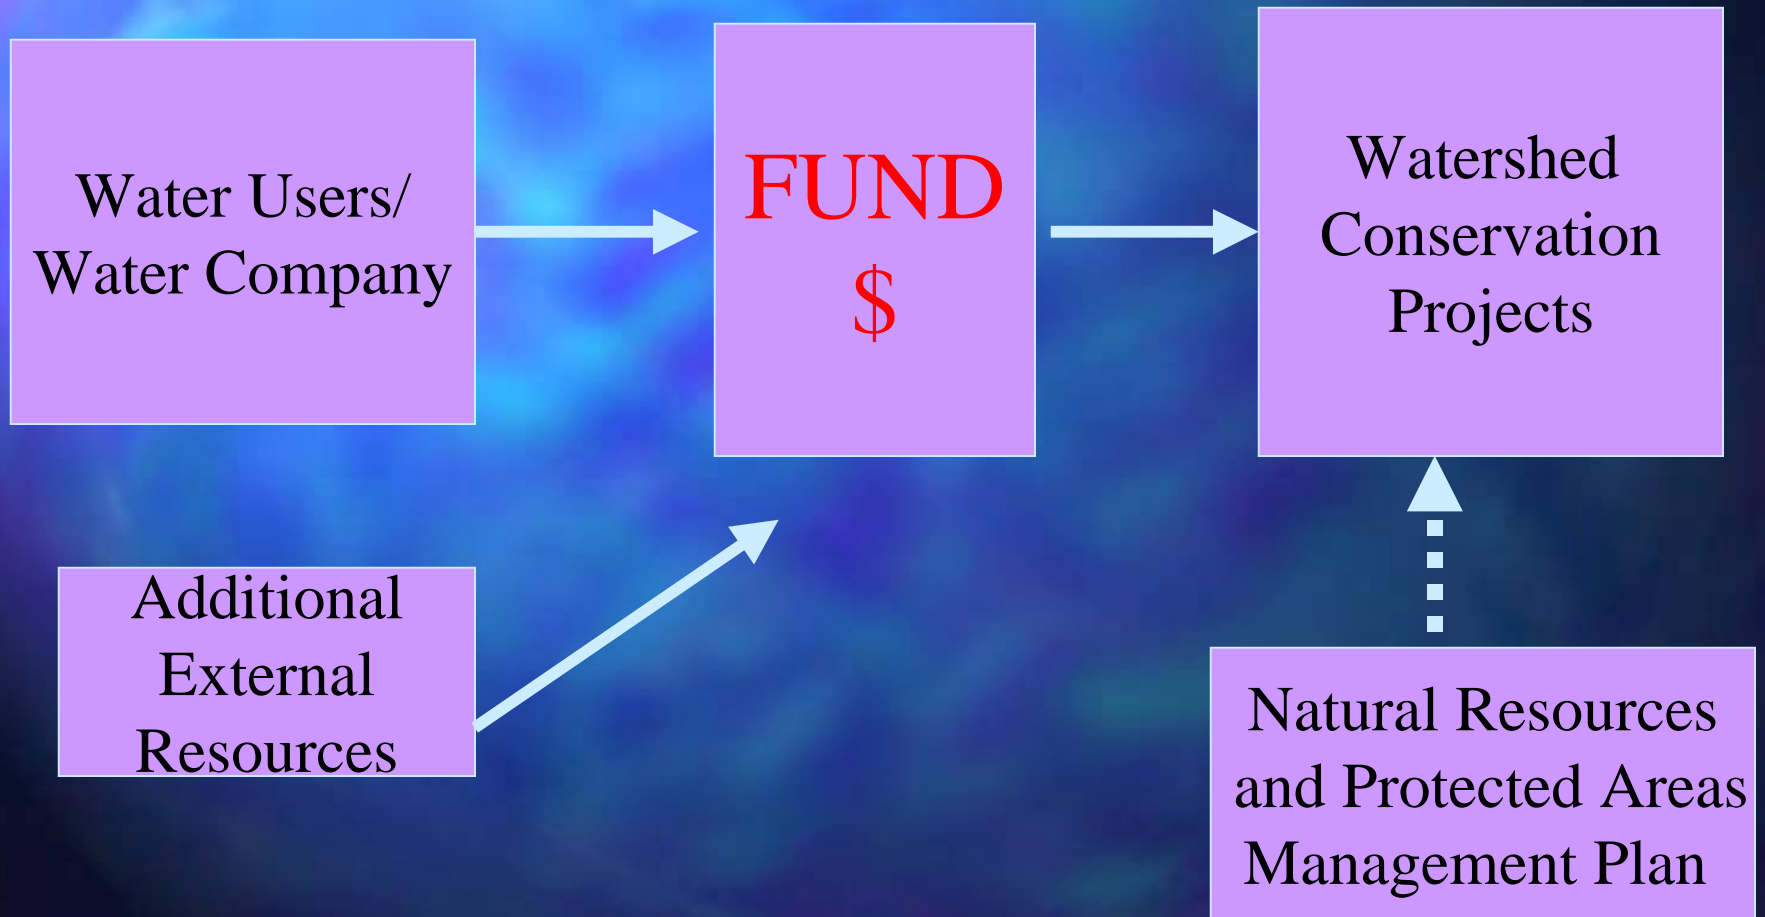 Water Users/
Water Company
FUND
$
Watershed
Conservation
Projects
Additional
External
Resources
Natural Resources
and Protected Areas
Management Plan